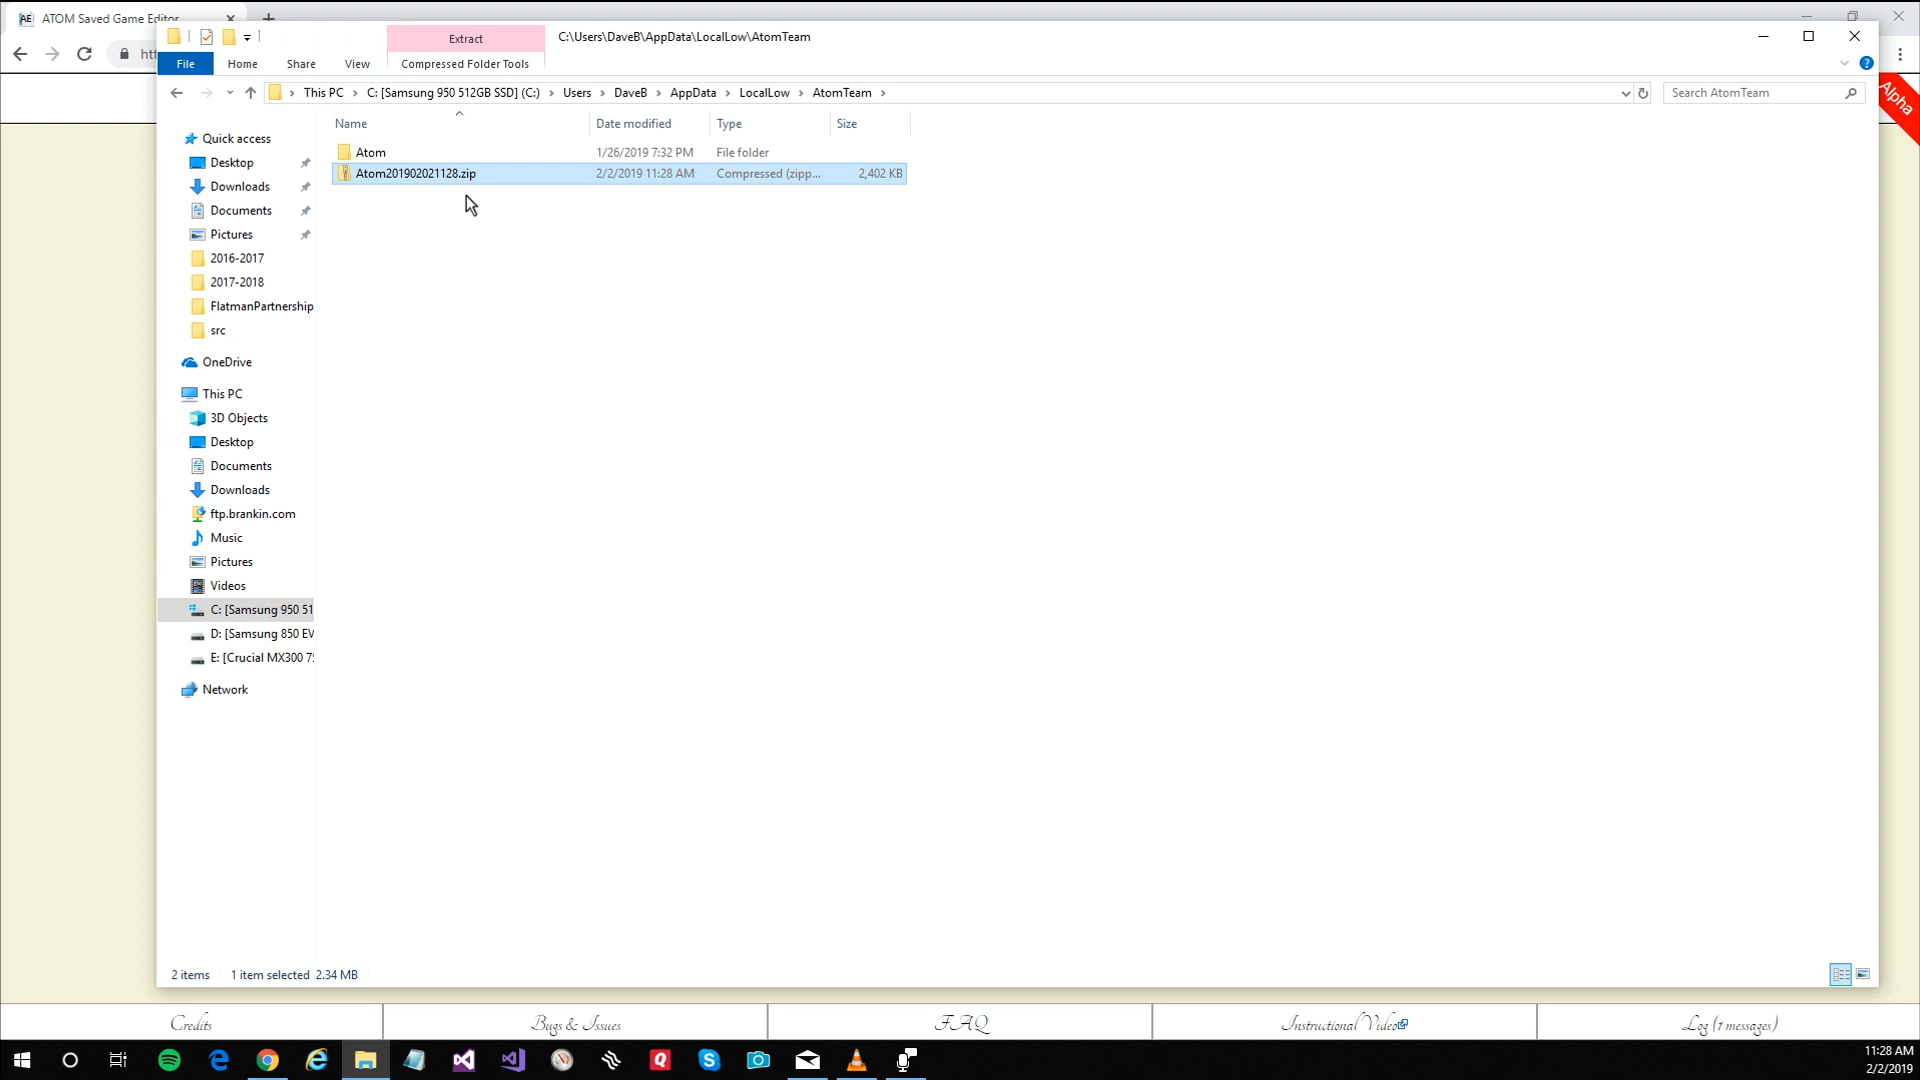 AE ATOM Saved Game Editor
Extract
C:\Users\DaveB\AppData\LocalLow\AtomTeam
File Home Share View Compressed Folder Tools
This PC > C: [Samsung 950 512GB SSD] (C:) > Users > DaveB > AppData > LocalLow > AtomTeam >
Search AtomTeam
Alpha
Name Date modified Type Size
Atom 1/26/2019 7:32 PM File folder
Atom201902021128.zip 2/2/2019 11:28 AM Compressed (zipp... 2,402 KB
Quick access
Desktop
Downloads
Documents
Pictures
2016-2017
2017-2018
FlatmanPartnership
src
OneDrive
This PC
3D Objects
Desktop
Documents
Downloads
ftp.brankin.com
Music
Pictures
Videos
C: [Samsung 950 51
D: [Samsung 850 EV
E: [Crucial MX300 7
Network
2 items 1 item selected 2.34 MB
Credits Bugs & Issues FAQ Instructional Video Log (1 messages)
11:28 AM
2/2/2019